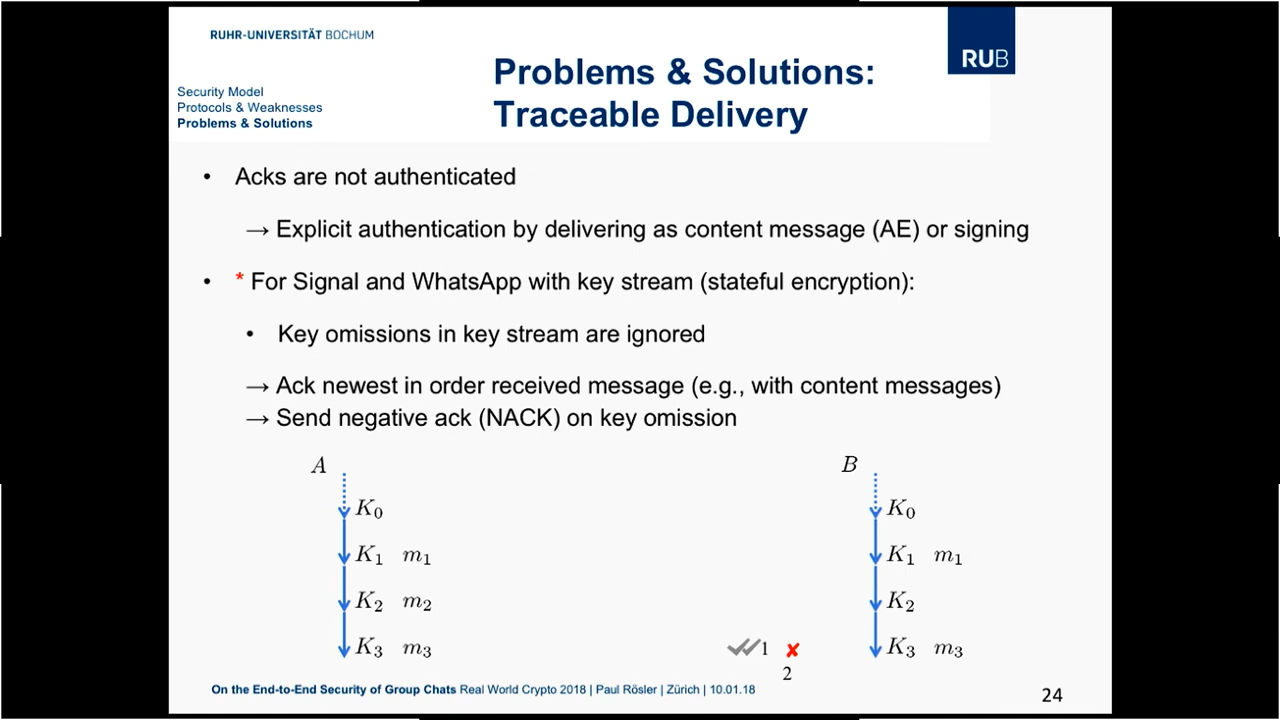 RUHR-UNIVERSITÄT BOCHUM
RUB
Problems & Solutions:
Traceable Delivery
Security Model
Protocols & Weaknesses
Problems & Solutions
• Acks are not authenticated
→ Explicit authentication by delivering as content message (AE) or signing
• * For Signal and WhatsApp with key stream (stateful encryption):
• Key omissions in key stream are ignored
→ Ack newest in order received message (e.g., with content messages)
→ Send negative ack (NACK) on key omission
A
K₀
K₁ m₁
K₂ m₂
K₃ m₃
✓✓1 ✘
2
B
K₀
K₁ m₁
K₂
K₃ m₃
On the End-to-End Security of Group Chats Real World Crypto 2018 | Paul Rösler | Zürich | 10.01.18
24